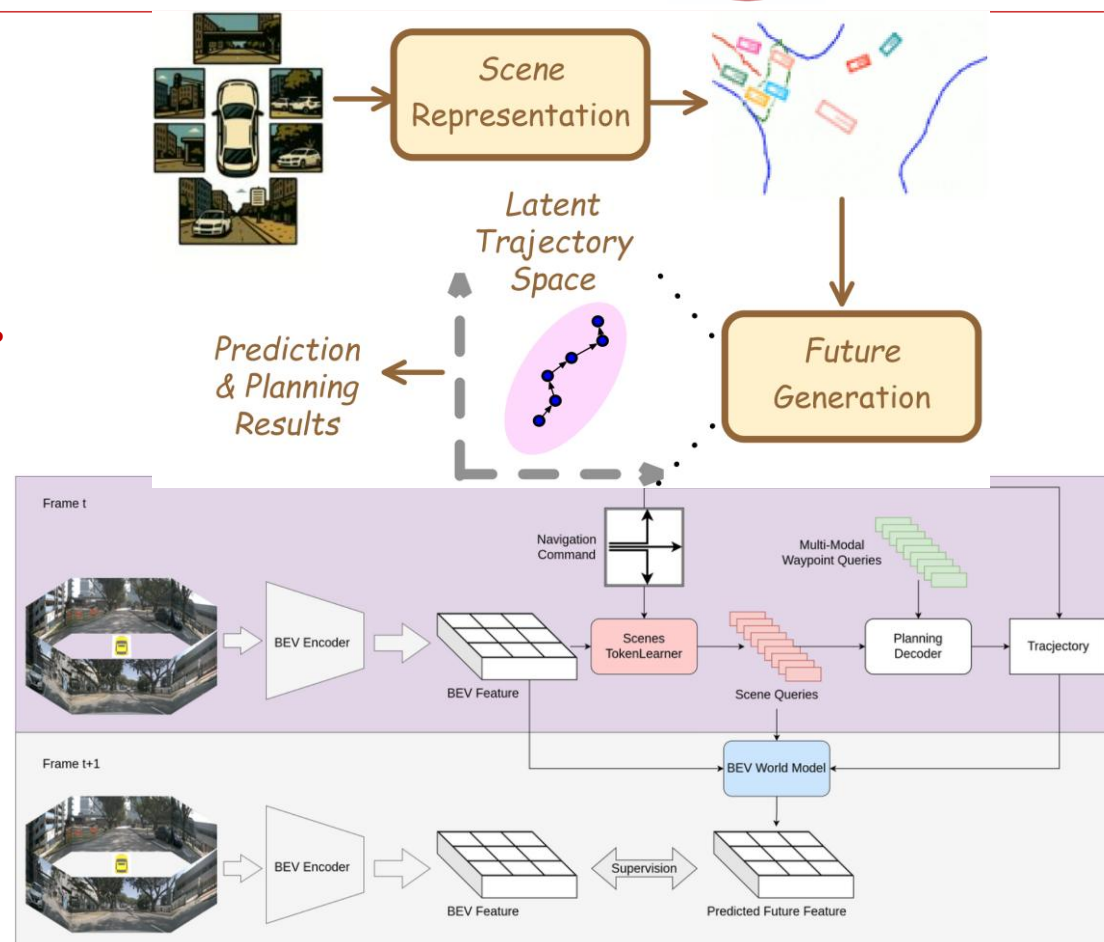 Scene
Representation
Latent
Trajectory
Space
Prediction
& Planning
Results
Future
Generation
Frame t
Navigation
Command
Multi-Modal
Waypoint Queries
BEV Encoder
BEV Feature
Scenes
TokenLearner
Scene Queries
Planning
Decoder
Tracjectory
Frame t+1
BEV World Model
BEV Encoder
BEV Feature
Supervision
Predicted Future Feature